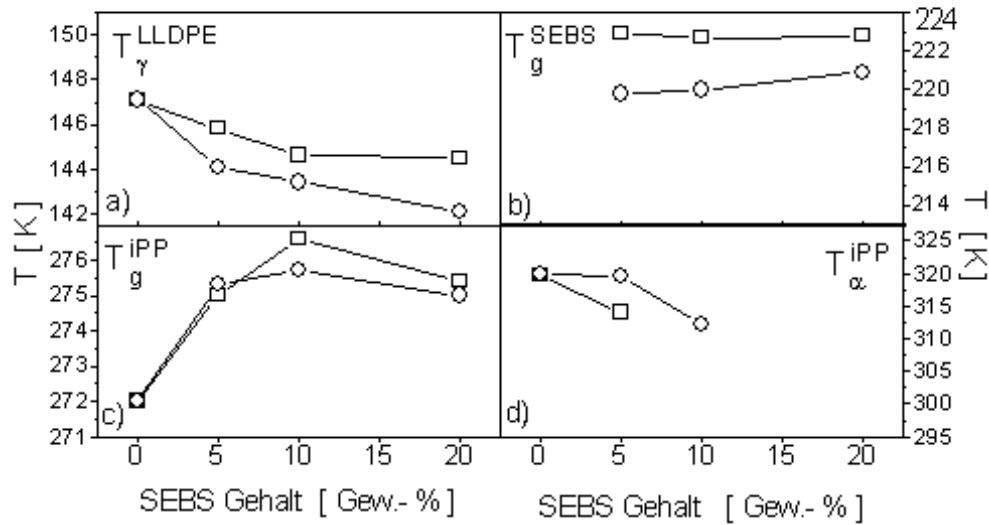 T γ LLDPE
150
148
146
144
142
a)
T g SEBS
224
222
220
218
216
214
b)
T [ K ]
T g iPP
276
275
274
273
272
271
c)
T α iPP
325
320
315
310
305
300
295
d)
T [K]
0 5 10 15 20
0 5 10 15 20
SEBS Gehalt [ Gew.- % ]
SEBS Gehalt [ Gew.- % ]